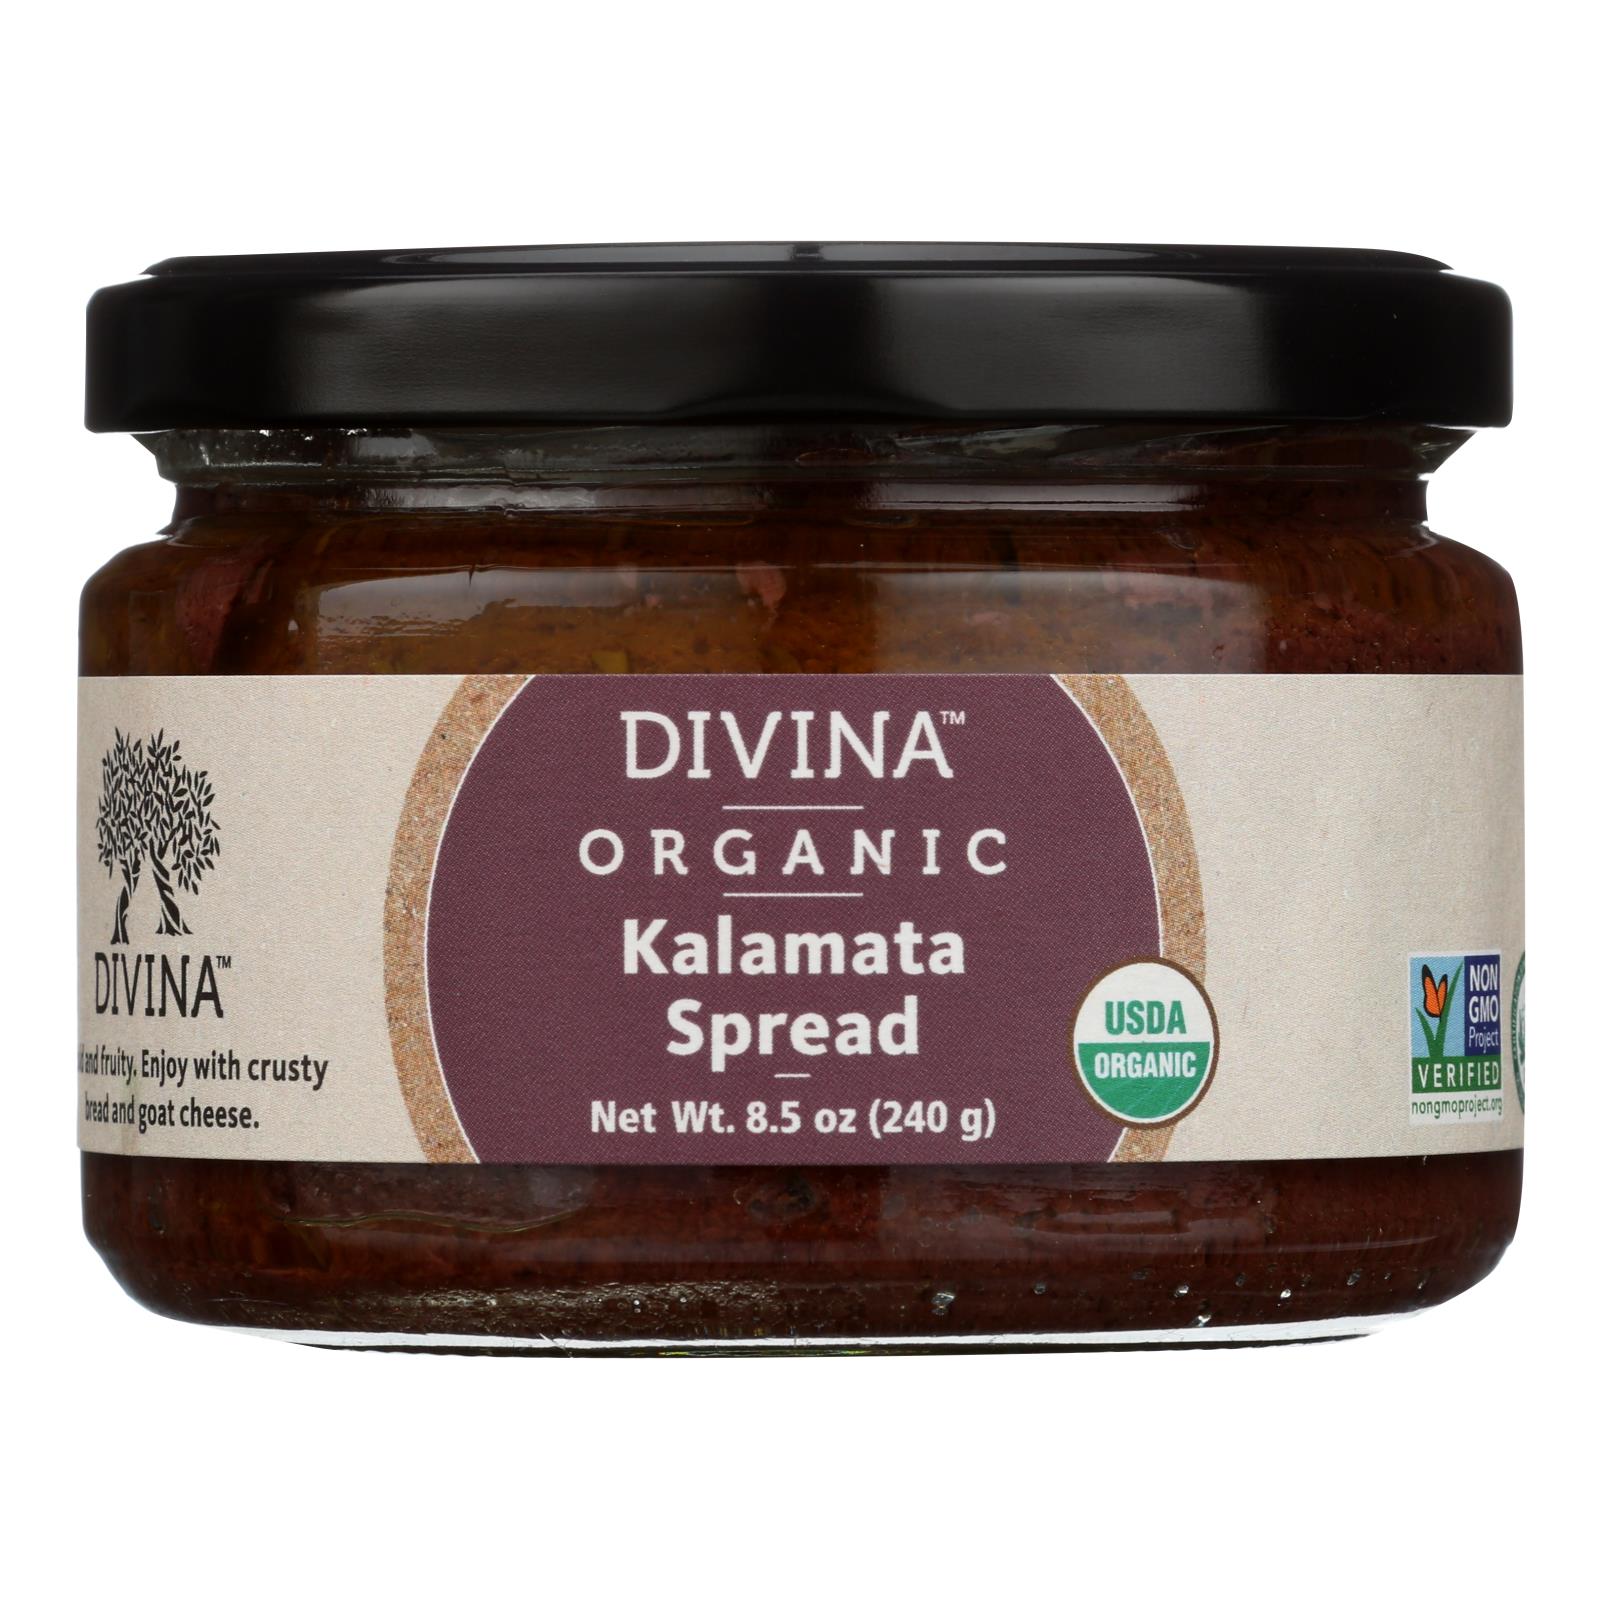 DIVINA™
ORGANIC
Kalamata
Spread
Net Wt. 8.5 oz (240 g)
DIVINA™
and fruity. Enjoy with crusty
bread and goat cheese.
USDA
ORGANIC
NON
GMO
Project
VERIFIED
nongmoproject.org